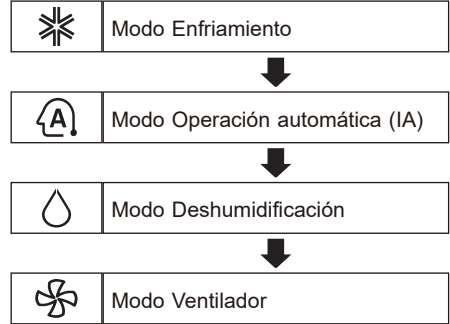 Modo Enfriamiento
A
Modo Operación automática (IA)
Modo Deshumidificación
Modo Ventilador